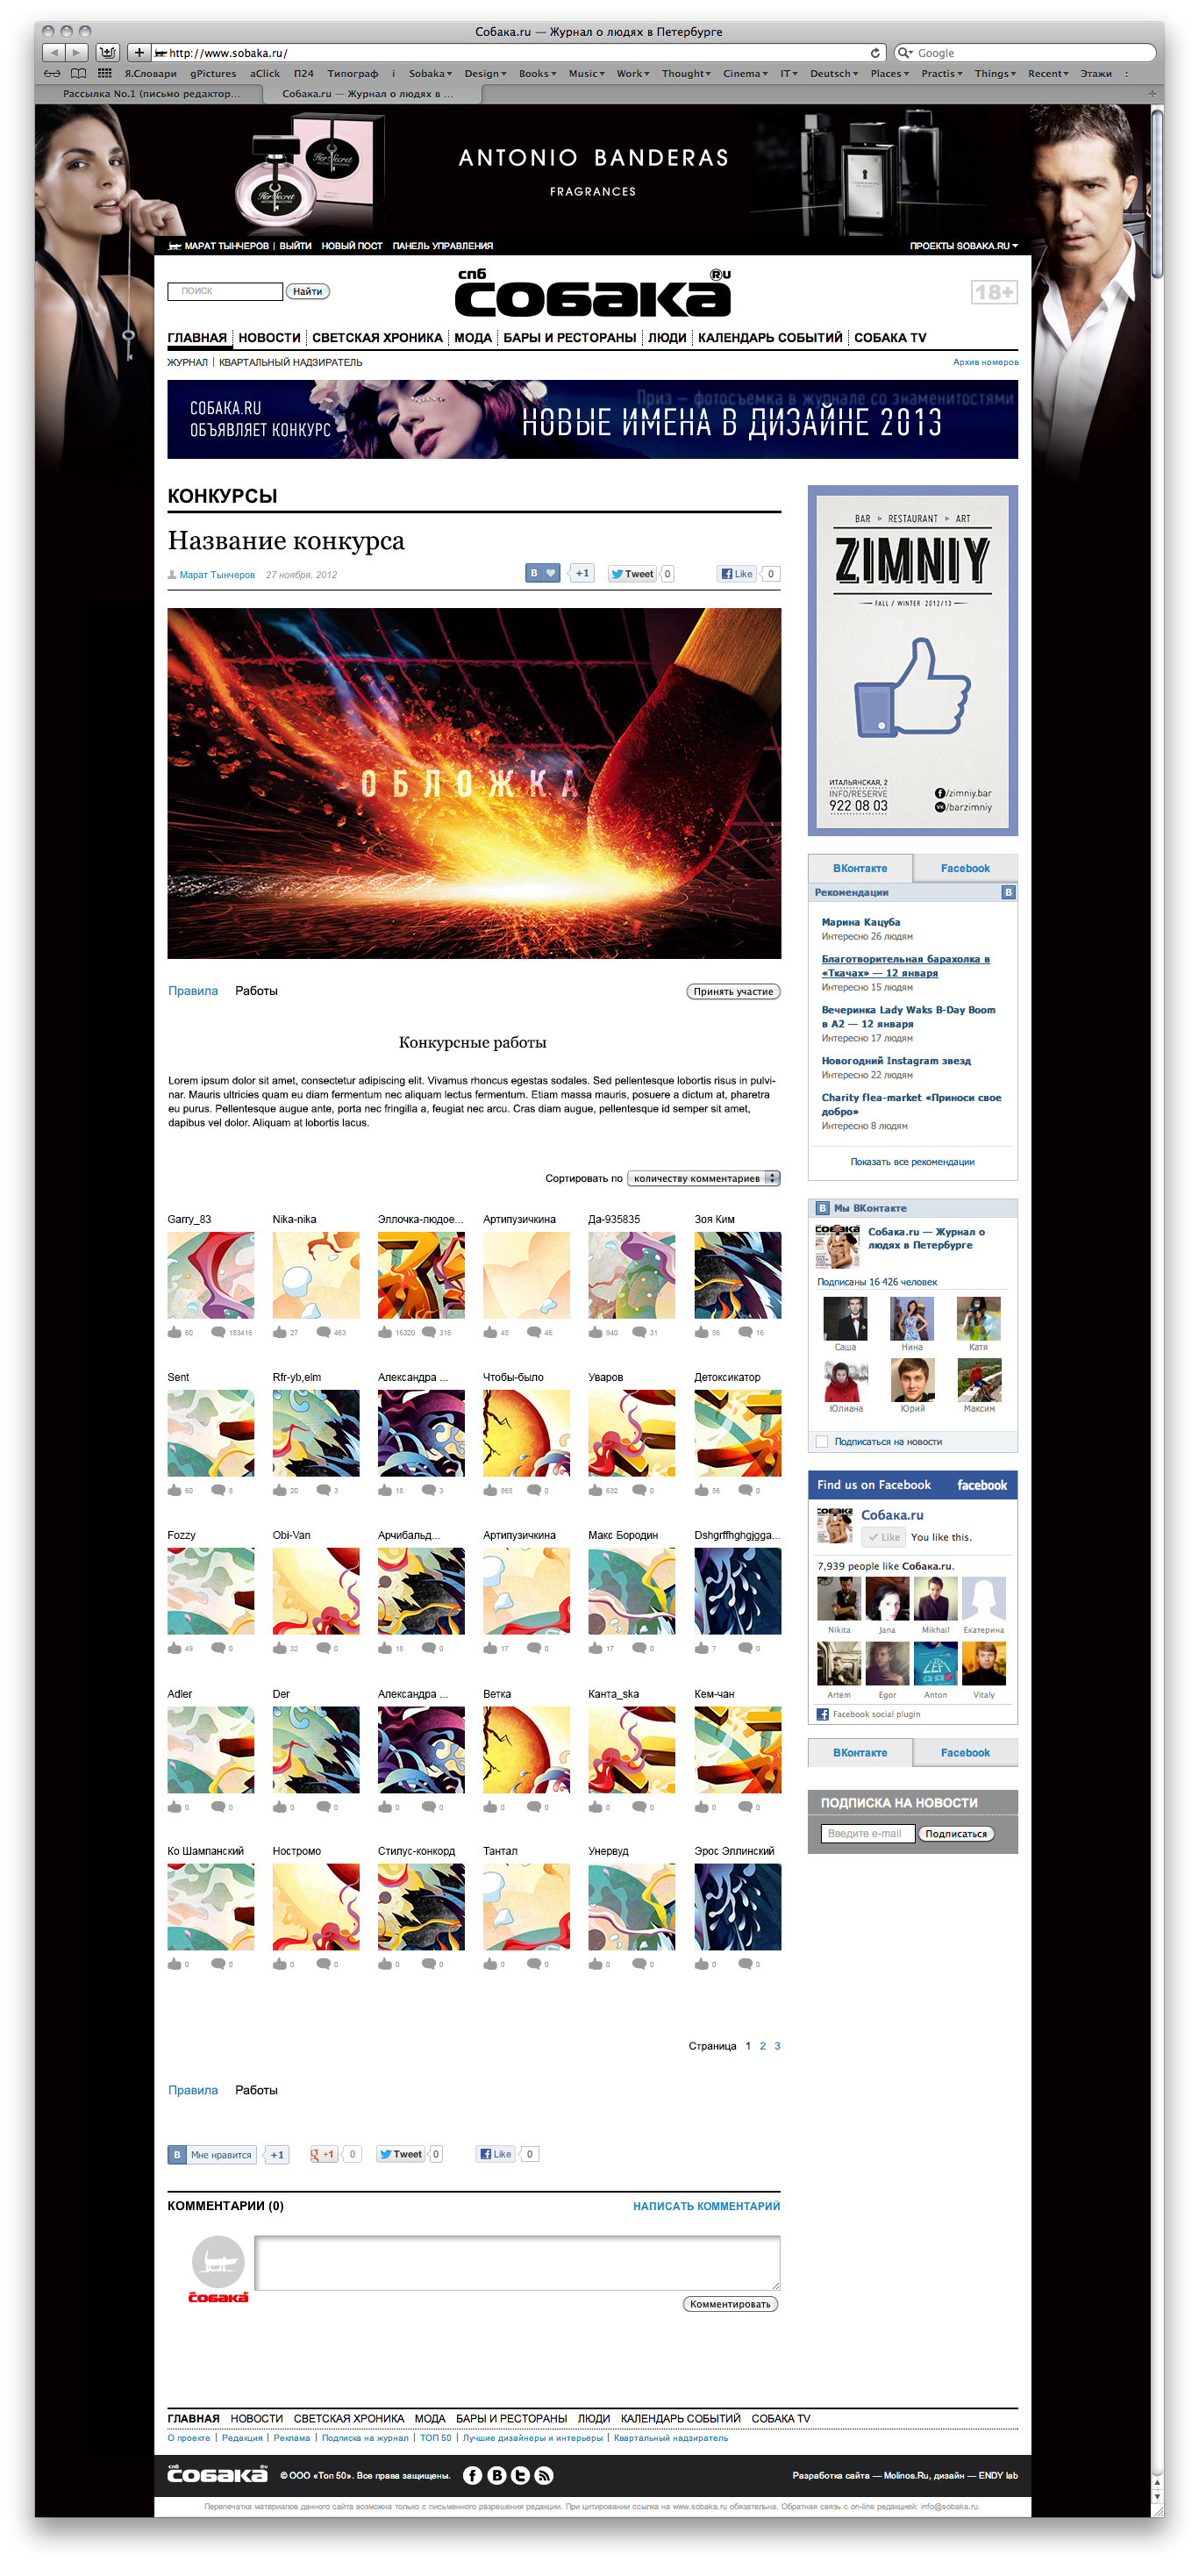 Собака.ru — Журнал о людях в Петербурге
http://www.sobaka.ru/
Google
Я.Словари gPictures aClick П24 Типограф i Sobaka Design Books Music Work Thought Cinema IT Deutsch Places Practis Things Recent Этажи :
Рассылка No.1 (письмо редактор...
Собака.ru — Журнал о людях в ...
Her Secret
Her Secret
ANTONIO BANDERAS
FRAGRANCES
МАРАТ ТЫНЧЕРОВ | ВЫЙТИ НОВЫЙ ПОСТ ПАНЕЛЬ УПРАВЛЕНИЯ
ПРОЕКТЫ SOBAKA.RU
ПОИСК
Найти
спб
собака
®u
18+
ГЛАВНАЯ НОВОСТИ СВЕТСКАЯ ХРОНИКА МОДА БАРЫ И РЕСТОРАНЫ ЛЮДИ КАЛЕНДАРЬ СОБЫТИЙ СОБАКА TV
ЖУРНАЛ | КВАРТАЛЬНЫЙ НАДЗИРАТЕЛЬ
Архив номеров
СОБАКА.RU
ОБЪЯВЛЯЕТ КОНКУРС
Приз — фотосъемка в журнале со знаменитостями
НОВЫЕ ИМЕНА В ДИЗАЙНЕ 2013
КОНКУРСЫ
Название конкурса
Марат Тынчеров 27 ноября, 2012
В +1 Tweet 0 Like 0
ОБЛОЖКА
Правила Работы
Принять участие
Конкурсные работы
Lorem ipsum dolor sit amet, consectetur adipiscing elit. Vivamus rhoncus egestas sodales. Sed pellentesque lobortis risus in pulvi-
nar. Mauris ultricies quam eu diam fermentum nec aliquam lectus fermentum. Etiam massa mauris, posuere a dictum at, pharetra
eu purus. Pellentesque augue ante, porta nec fringilla a, feugiat nec arcu. Cras diam augue, pellentesque id semper sit amet,
dapibus vel dolor. Aliquam at lobortis lacus.
Сортировать по количеству комментариев
Garry_83 Nika-nika Эллочка-людое... Артипузичкина Да-935835 Зоя Ким
60 183416 27 463 16320 316 45 46 940 31 56 16
Sent Rfr-yb,elm Александра ... Чтобы-было Уваров Детоксикатор
60 8 20 3 18 3 865 0 632 0 56 0
Fozzy Obi-Van Арчибальд... Артипузичкина Макс Бородин Dshgrffhghgjgga...
49 0 32 0 18 0 17 0 17 0 7 0
Adler Der Александра ... Ветка Канта_ska Кем-чан
0 0 0 0 0 0 0 0 0 0 0 0
Ко Шампанский Ностромо Стилус-конкорд Тантал Унервуд Эрос Эллинский
0 0 0 0 0 0 0 0 0 0 0 0
Страница 1 2 3
Правила Работы
В Мне нравится +1 g +1 0 Tweet 0 Like 0
КОММЕНТАРИИ (0)
НАПИСАТЬ КОММЕНТАРИЙ
собака
Комментировать
BAR RESTAURANT ART
ZIMNIY
FALL / WINTER 2012/13
ИТАЛЬЯНСКАЯ, 2
INFO/RESERVE
922 08 03
/zimniy.bar
/barzimniy
ВКонтакте Facebook
Рекомендации В
Марина Кацуба
Интересно 26 людям
Благотворительная барахолка в
«Ткачах» — 12 января
Интересно 15 людям
Вечеринка Lady Waks B-Day Boom
в А2 — 12 января
Интересно 17 людям
Новогодний Instagram звезд
Интересно 22 людям
Charity flea-market «Приноси свое
добро»
Интересно 8 людям
Показать все рекомендации
В Мы ВКонтакте
собака
Собака.ru — Журнал о
людях в Петербурге
Подписаны 16 426 человек
Саша Нина Катя
Юлиана Юрий Максим
Подписаться на новости
Find us on Facebook facebook
собака
Собака.ru
Like You like this.
7,939 people like Собака.ru.
Nikita Jana Mikhail Екатерина
Artem Egor Anton Vitaly
Facebook social plugin
ВКонтакте Facebook
ПОДПИСКА НА НОВОСТИ
Введите e-mail Подписаться
ГЛАВНАЯ НОВОСТИ СВЕТСКАЯ ХРОНИКА МОДА БАРЫ И РЕСТОРАНЫ ЛЮДИ КАЛЕНДАРЬ СОБЫТИЙ СОБАКА TV
О проекте | Редакция | Реклама | Подписка на журнал | ТОП 50 | Лучшие дизайнеры и интерьеры | Квартальный надзиратель
спб
собака
© ООО «Топ 50». Все права защищены.
Разработка сайта — Molinos.Ru, дизайн — ENDY lab
Перепечатка материалов данного сайта возможна только с письменного разрешения редакции. При цитировании ссылка на www.sobaka.ru обязательна. Обратная связь с on-line редакцией: info@sobaka.ru.